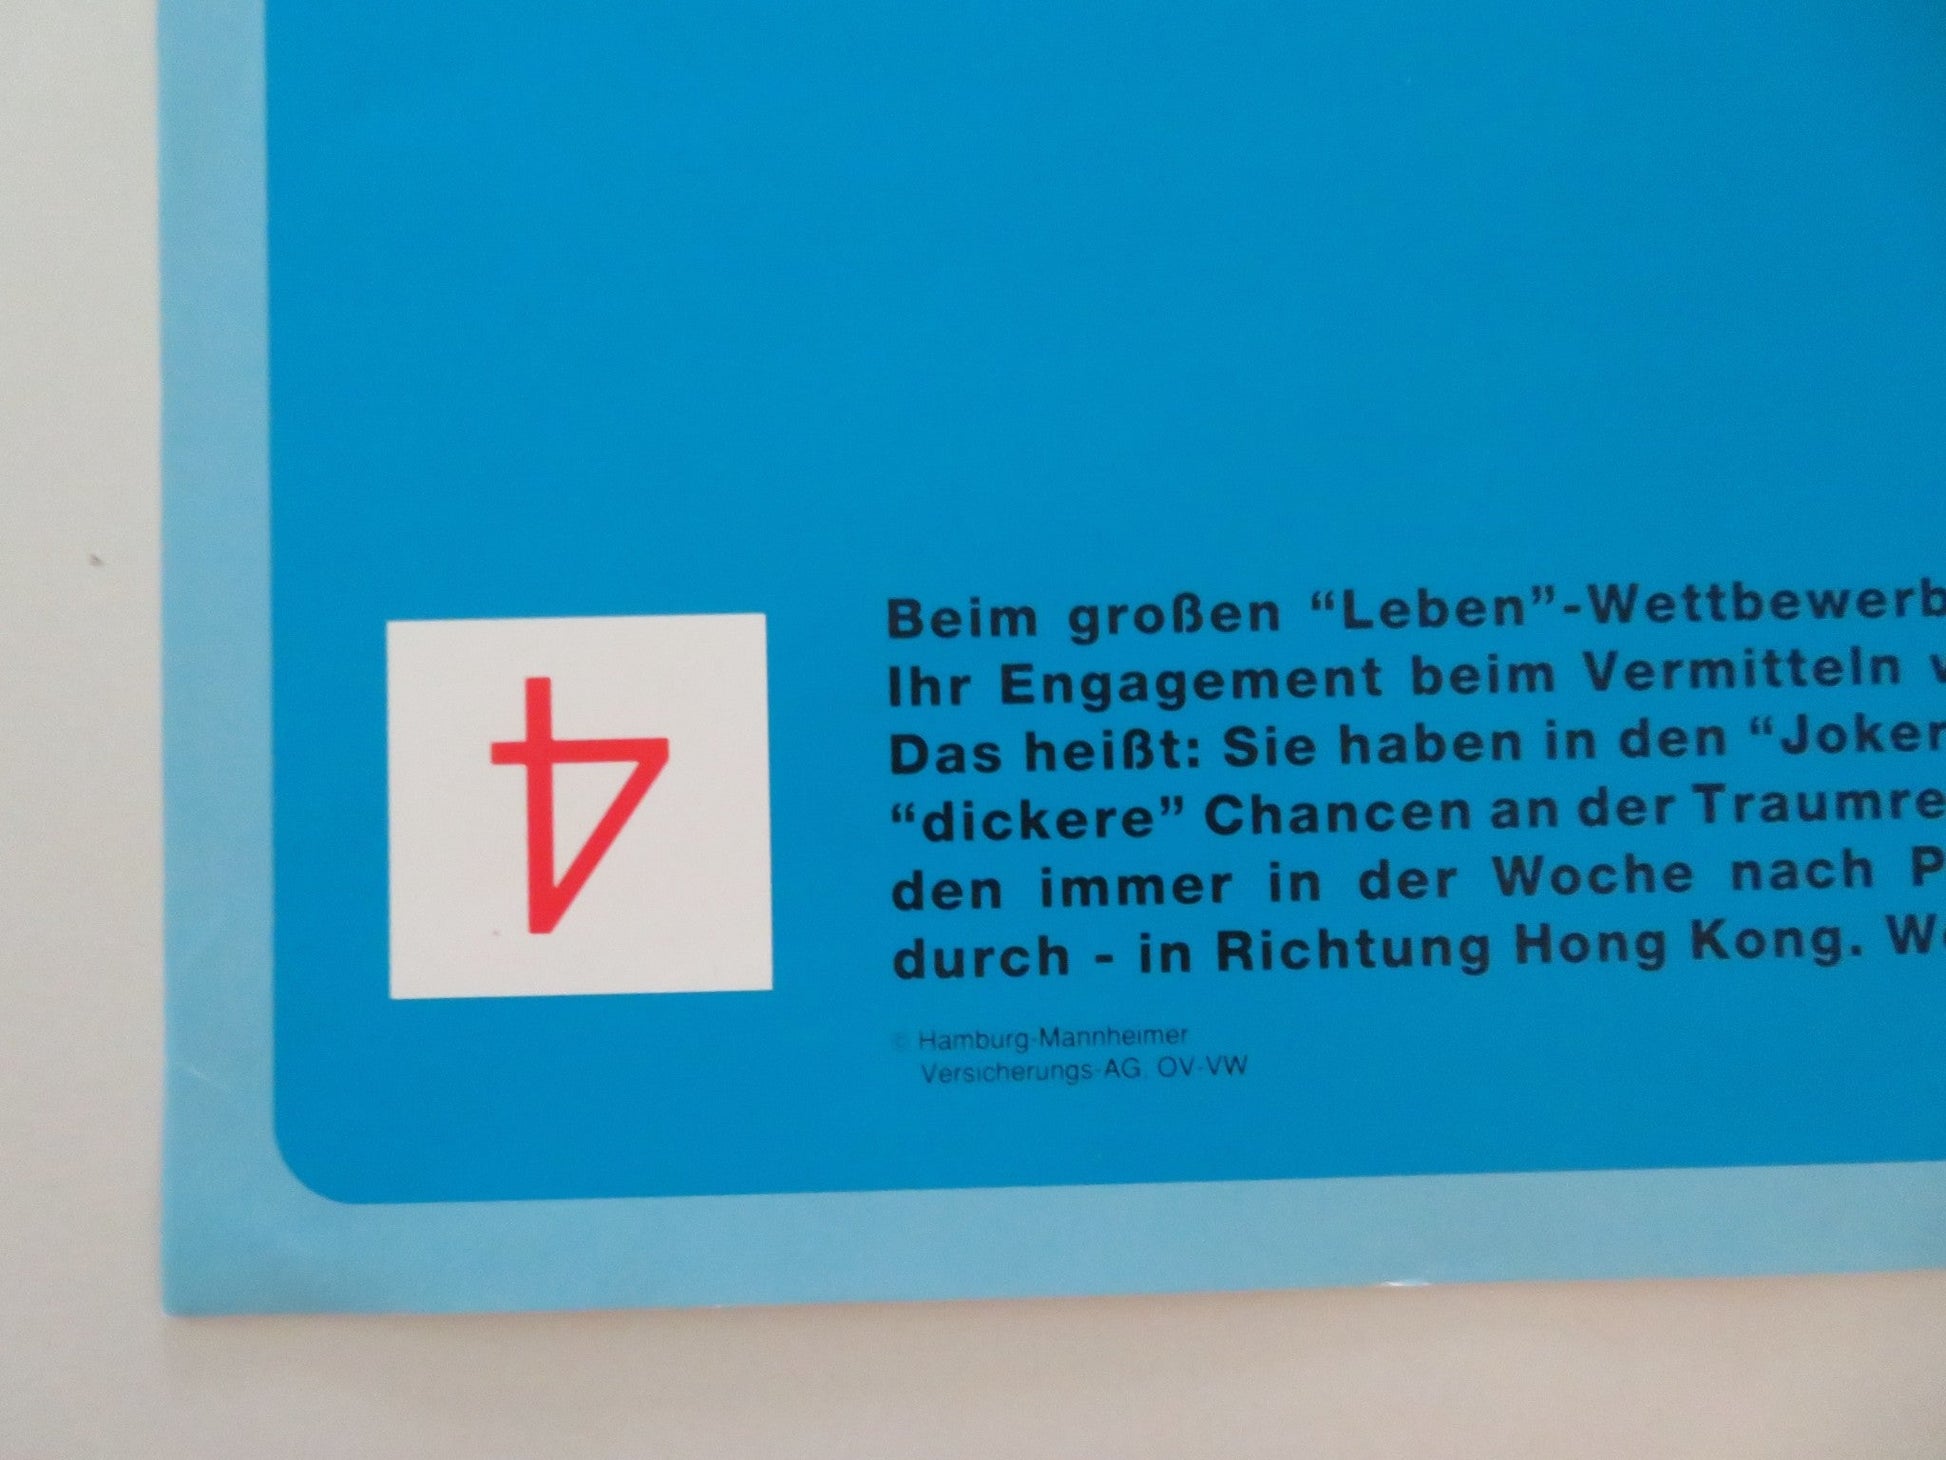 4
Beim großen “Leben”-Wettbewerb
Ihr Engagement beim Vermitteln
Das heißt: Sie haben in den “Joker
“dickere” Chancen an der Traumre
den immer in der Woche nach P
durch - in Richtung Hong Kong. W
© Hamburg-Mannheimer
Versicherungs-AG. OV-VW